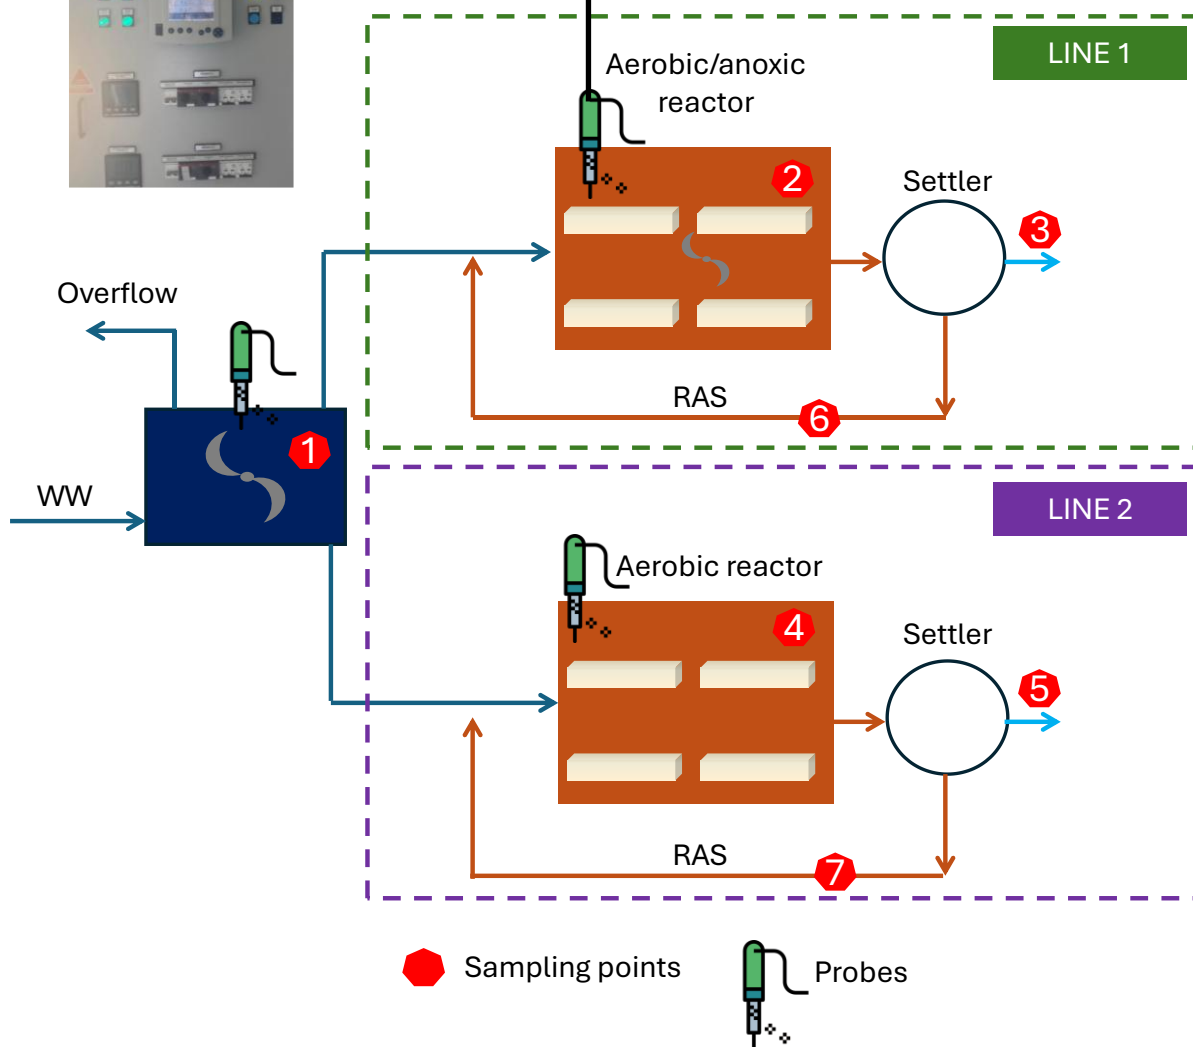 LINE 1
Aerobic/anoxic
reactor
2
Settler
3
Overflow
RAS
6
1
WW
LINE 2
Aerobic reactor
4
Settler
5
RAS
7
Sampling points
Probes